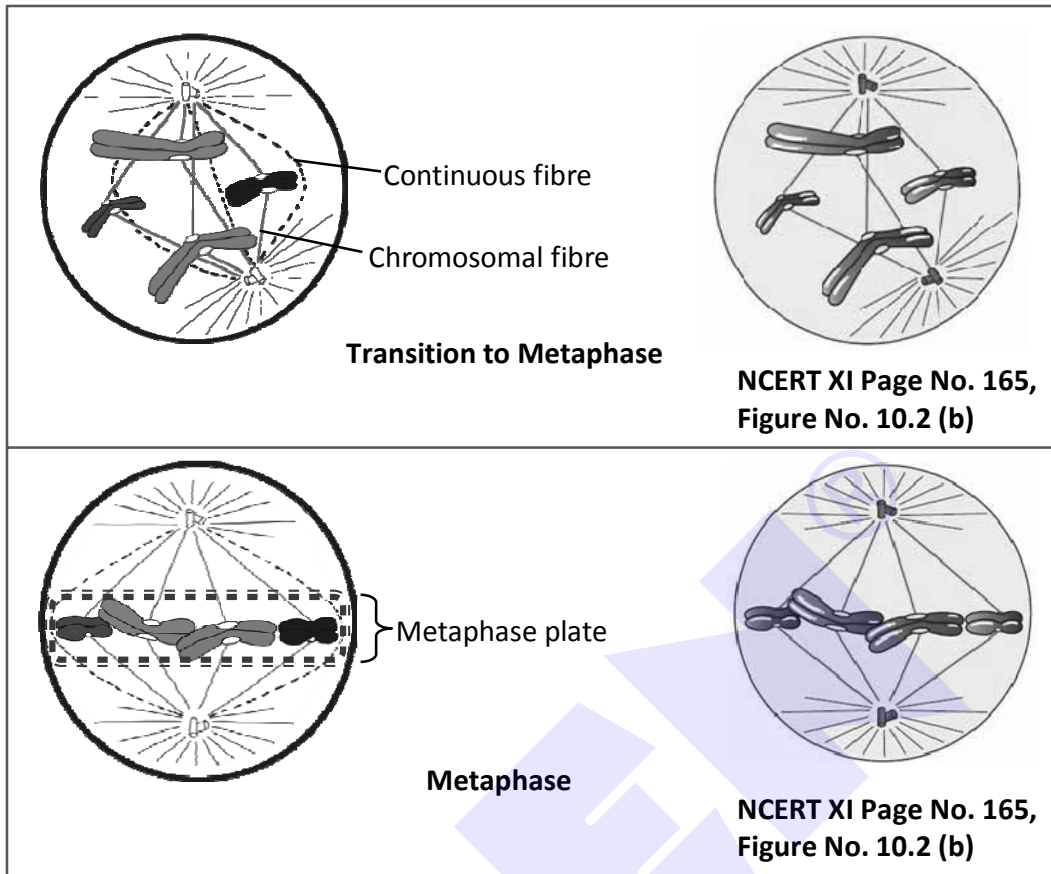 Continuous fibre
Chromosomal fibre
Transition to Metaphase
NCERT XI Page No. 165,
Figure No. 10.2 (b)
Metaphase plate
Metaphase
NCERT XI Page No. 165,
Figure No. 10.2 (b)
®